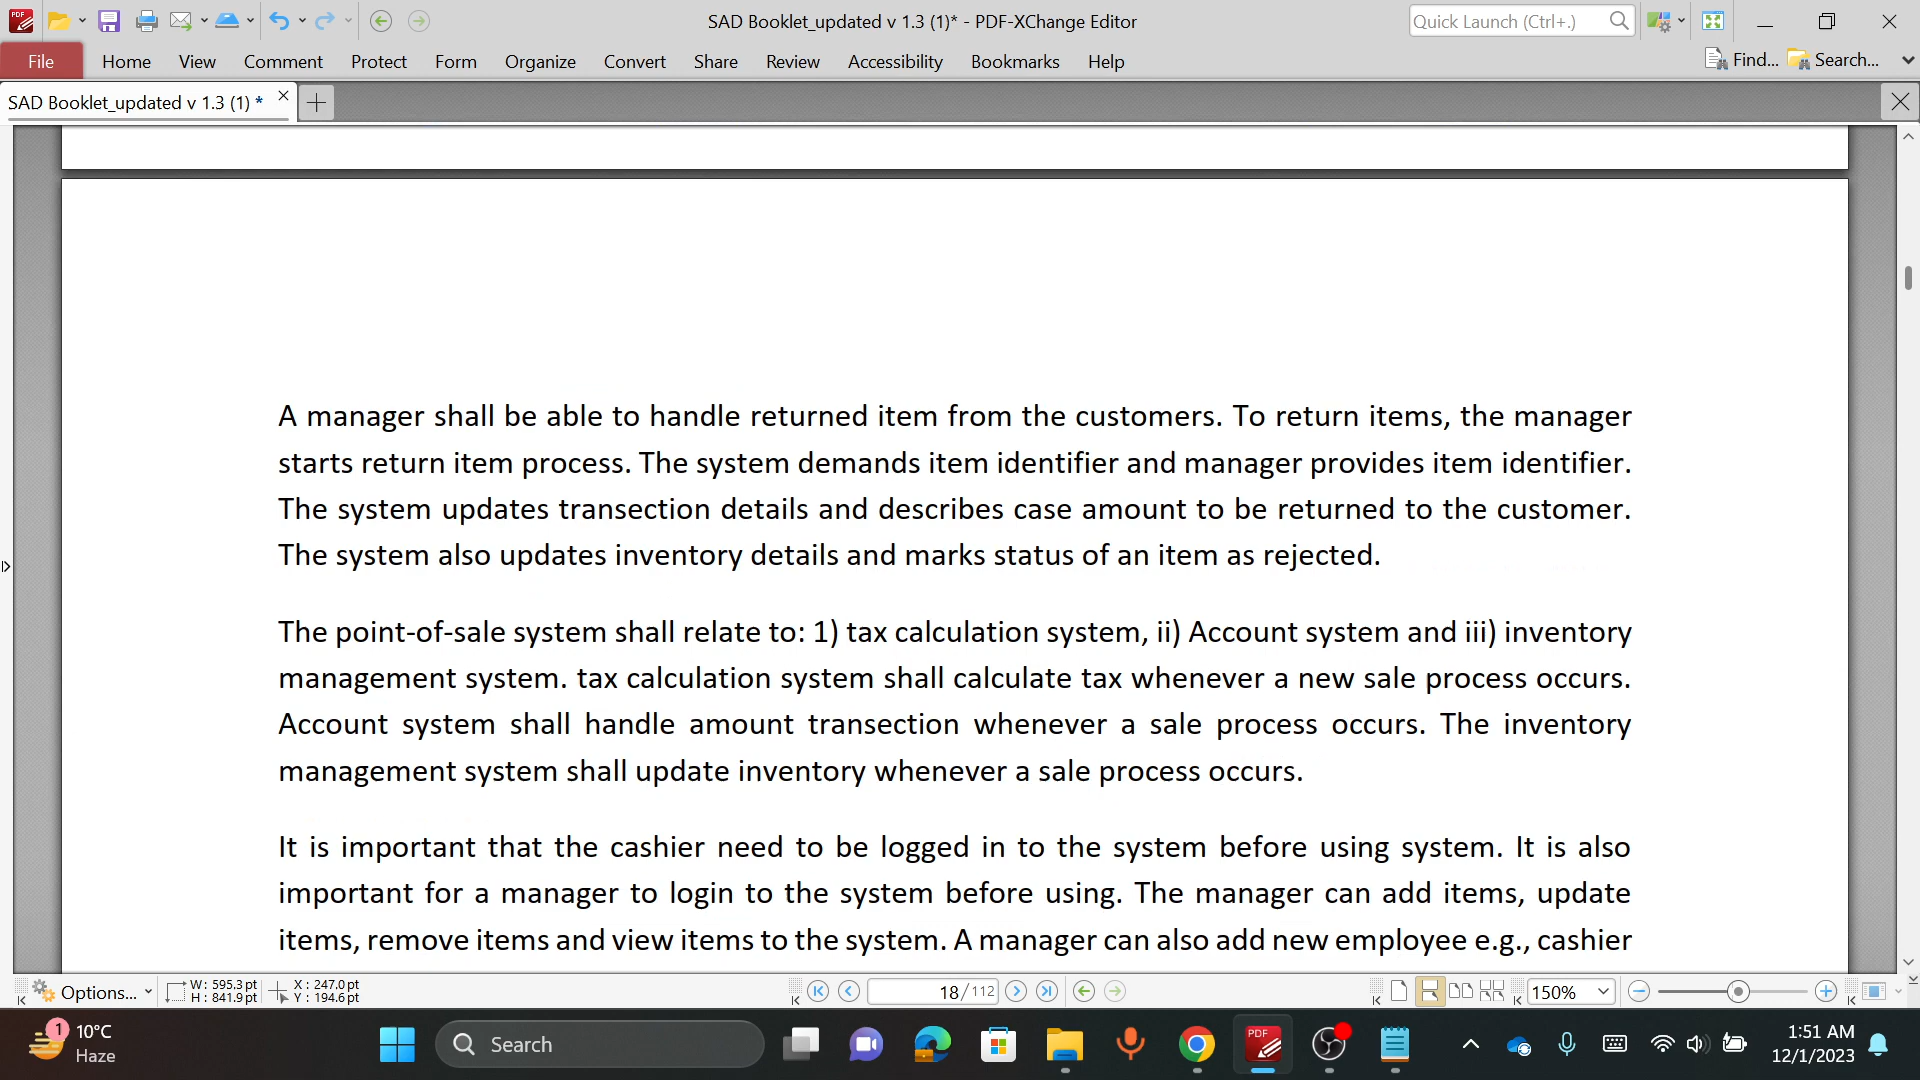 SAD Booklet_updated v 1.3 (1)* - PDF-XChange Editor
Quick Launch (Ctrl+.)
File Home View Comment Protect Form Organize Convert Share Review Accessibility Bookmarks Help
Find... Search...
SAD Booklet_updated v 1.3 (1) *
A manager shall be able to handle returned item from the customers. To return items, the manager
starts return item process. The system demands item identifier and manager provides item identifier.
The system updates transection details and describes case amount to be returned to the customer.
The system also updates inventory details and marks status of an item as rejected.
The point-of-sale system shall relate to: 1) tax calculation system, ii) Account system and iii) inventory
management system. tax calculation system shall calculate tax whenever a new sale process occurs.
Account system shall handle amount transection whenever a sale process occurs. The inventory
management system shall update inventory whenever a sale process occurs.
It is important that the cashier need to be logged in to the system before using system. It is also
important for a manager to login to the system before using. The manager can add items, update
items, remove items and view items to the system. A manager can also add new employee e.g., cashier
Options... W: 595.3 pt X: 247.0 pt 18 / 112 150%
H: 841.9 pt Y: 194.6 pt
1 10°C Search PDF 1:51 AM
Haze 12/1/2023